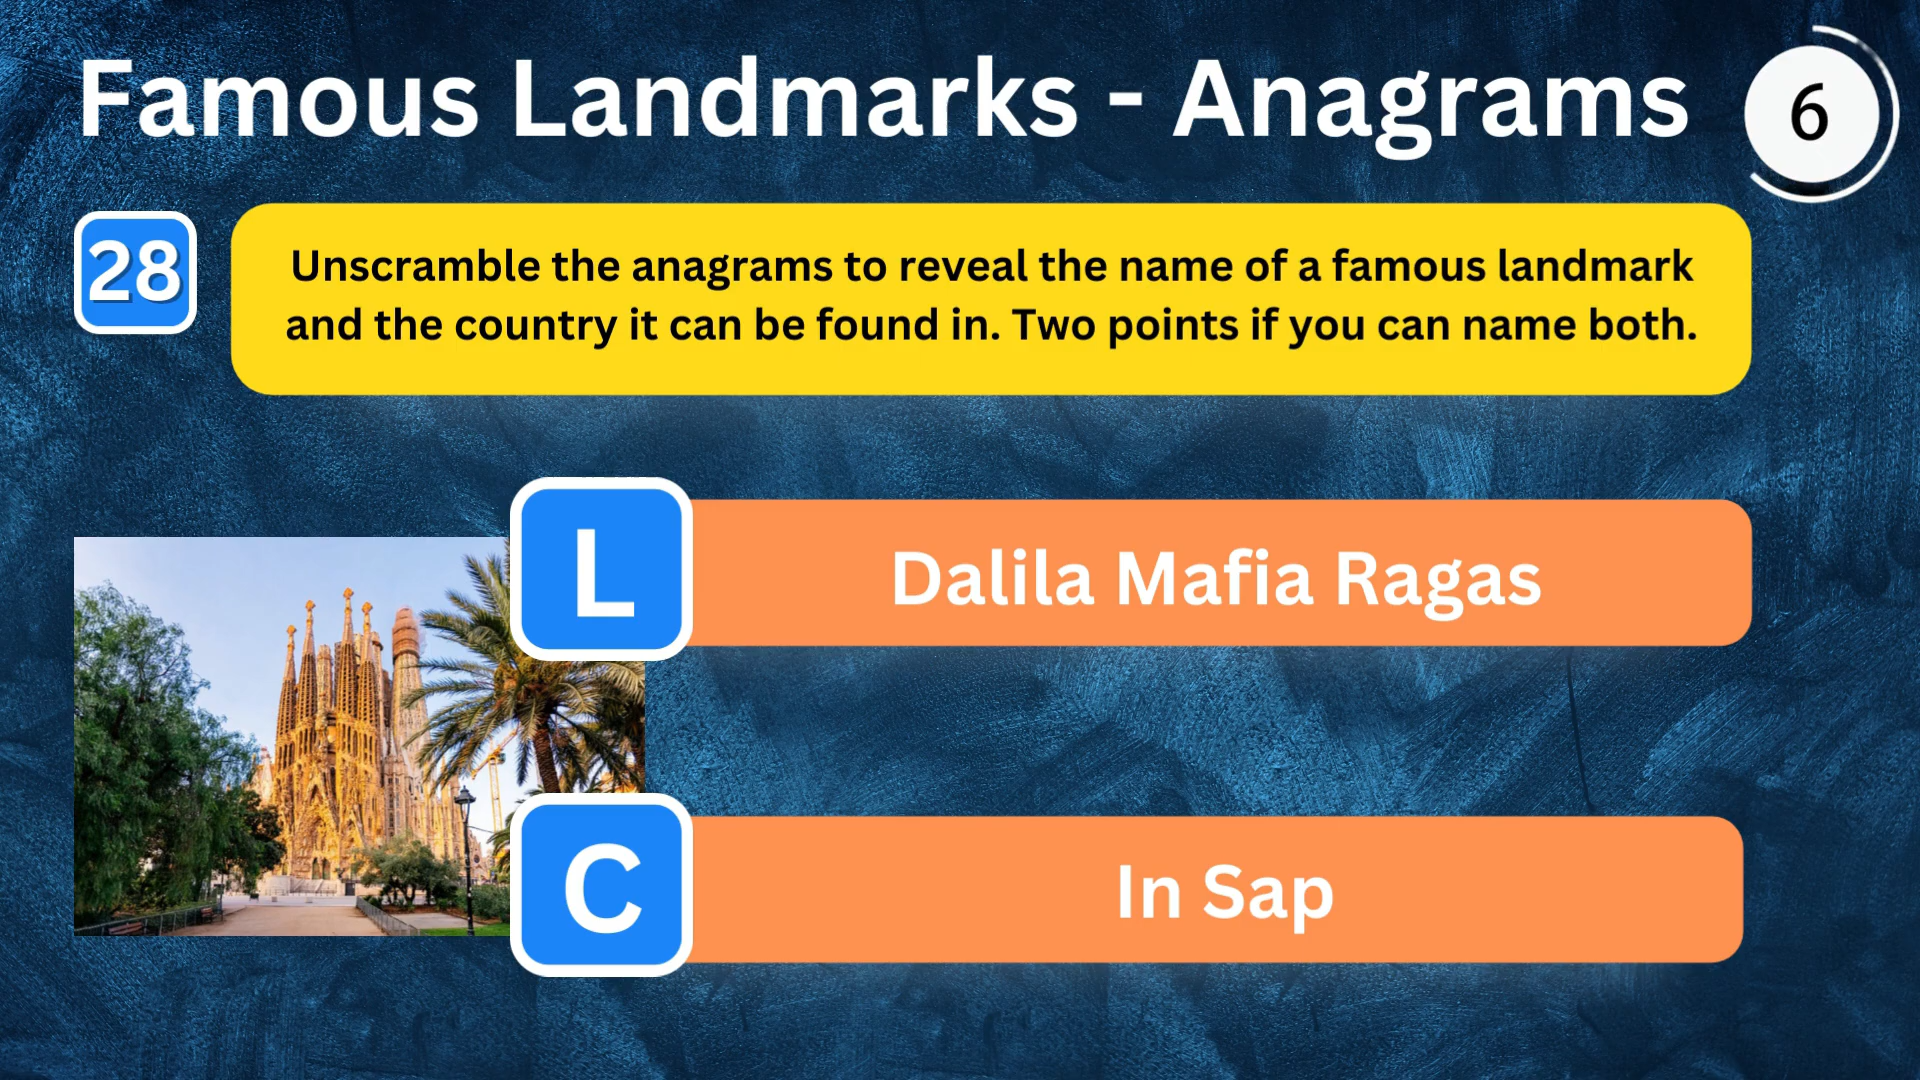 Famous Landmarks - Anagrams
6
28
Unscramble the anagrams to reveal the name of a famous landmark
and the country it can be found in. Two points if you can name both.
L
Dalila Mafia Ragas
C
In Sap